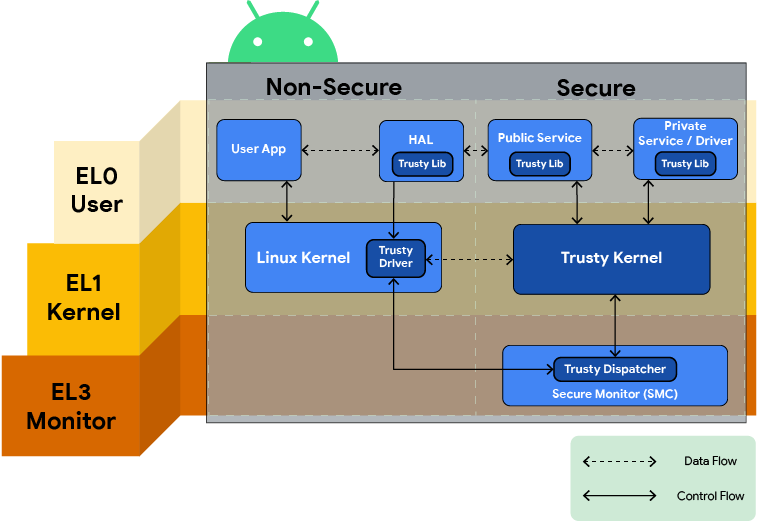 Non-Secure
Secure
User App
HAL
Trusty Lib
Public Service
Trusty Lib
Private
Service / Driver
Trusty Lib
EL0
User
Linux Kernel
Trusty
Driver
Trusty Kernel
EL1
Kernel
Trusty Dispatcher
Secure Monitor (SMC)
EL3
Monitor
Data Flow
Control Flow